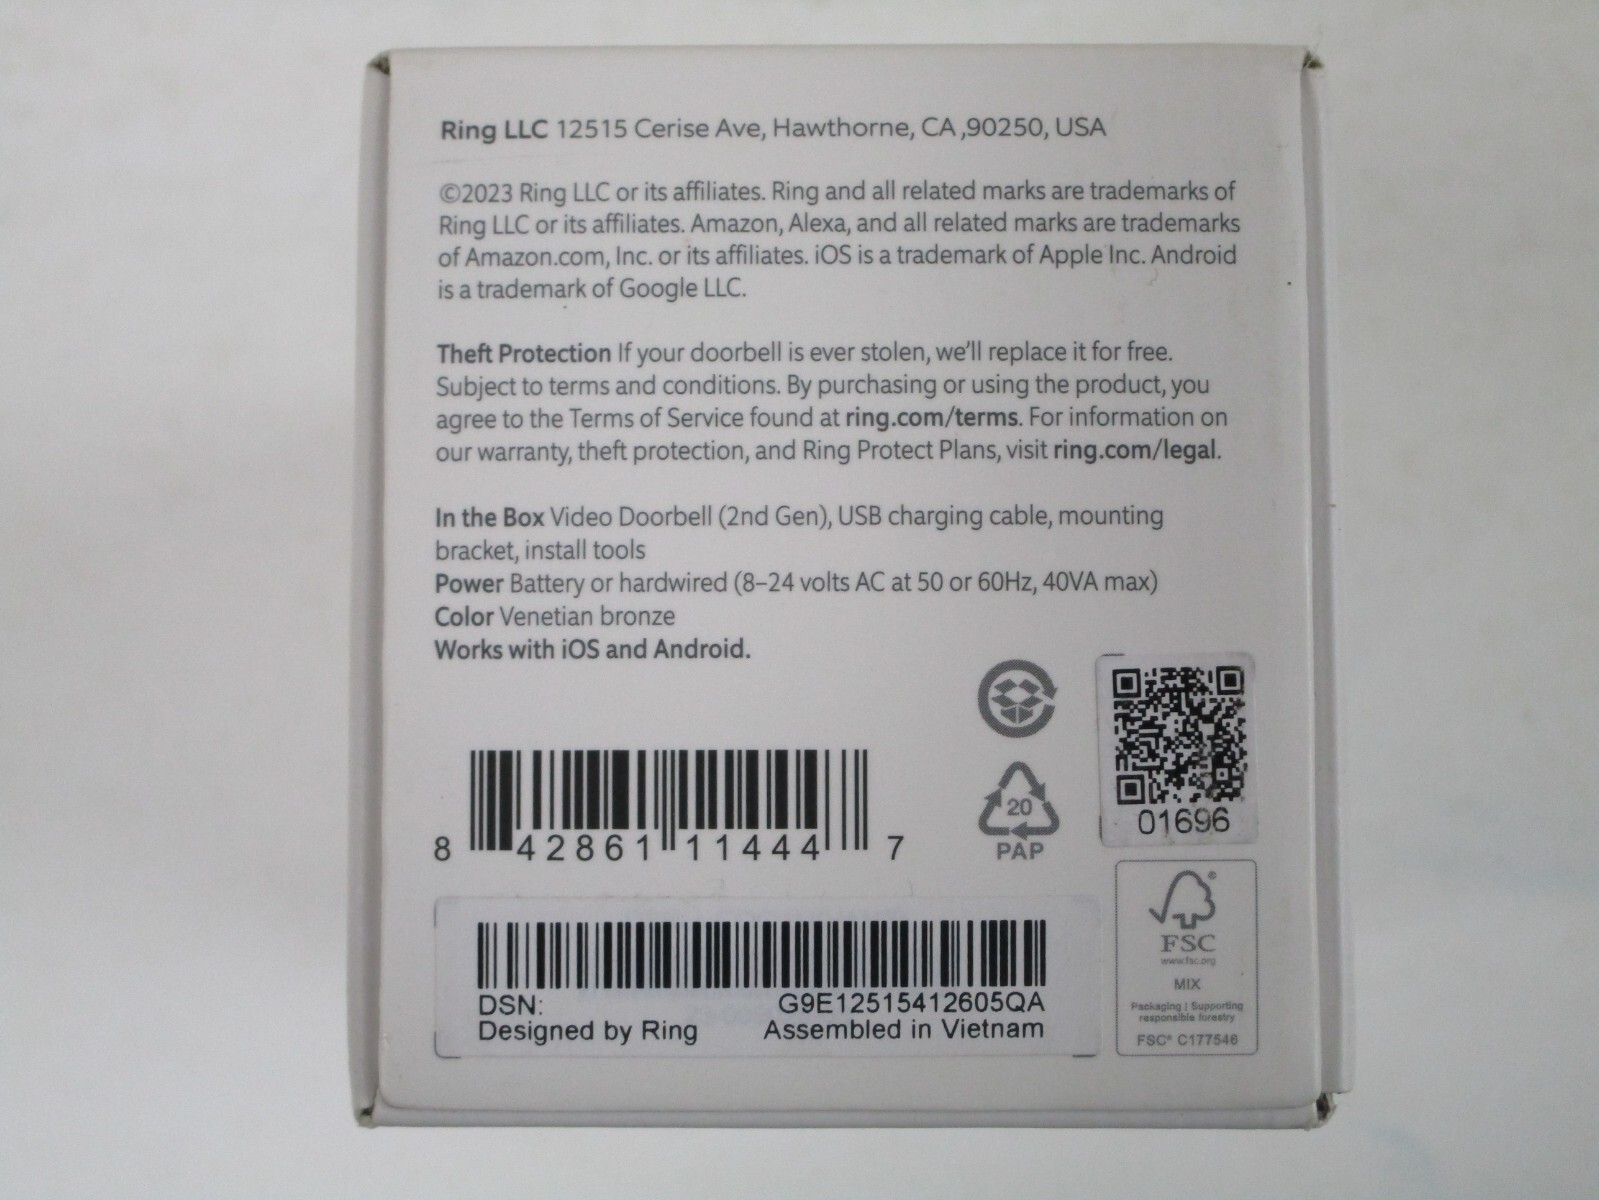 Ring LLC 12515 Cerise Ave, Hawthorne, CA ,90250, USA
©2023 Ring LLC or its affiliates. Ring and all related marks are trademarks of
Ring LLC or its affiliates. Amazon, Alexa, and all related marks are trademarks
of Amazon.com, Inc. or its affiliates. iOS is a trademark of Apple Inc. Android
is a trademark of Google LLC.
Theft Protection If your doorbell is ever stolen, we'll replace it for free.
Subject to terms and conditions. By purchasing or using the product, you
agree to the Terms of Service found at ring.com/terms. For information on
our warranty, theft protection, and Ring Protect Plans, visit ring.com/legal.
In the Box Video Doorbell (2nd Gen), USB charging cable, mounting
bracket, install tools
Power Battery or hardwired (8–24 volts AC at 50 or 60Hz, 40VA max)
Color Venetian bronze
Works with iOS and Android.
8 42861 11444 7
20
PAP
01696
DSN: G9E12515412605QA
Designed by Ring Assembled in Vietnam
®
FSC
www.fsc.org
MIX
Packaging | Supporting
responsible forestry
FSC® C177546